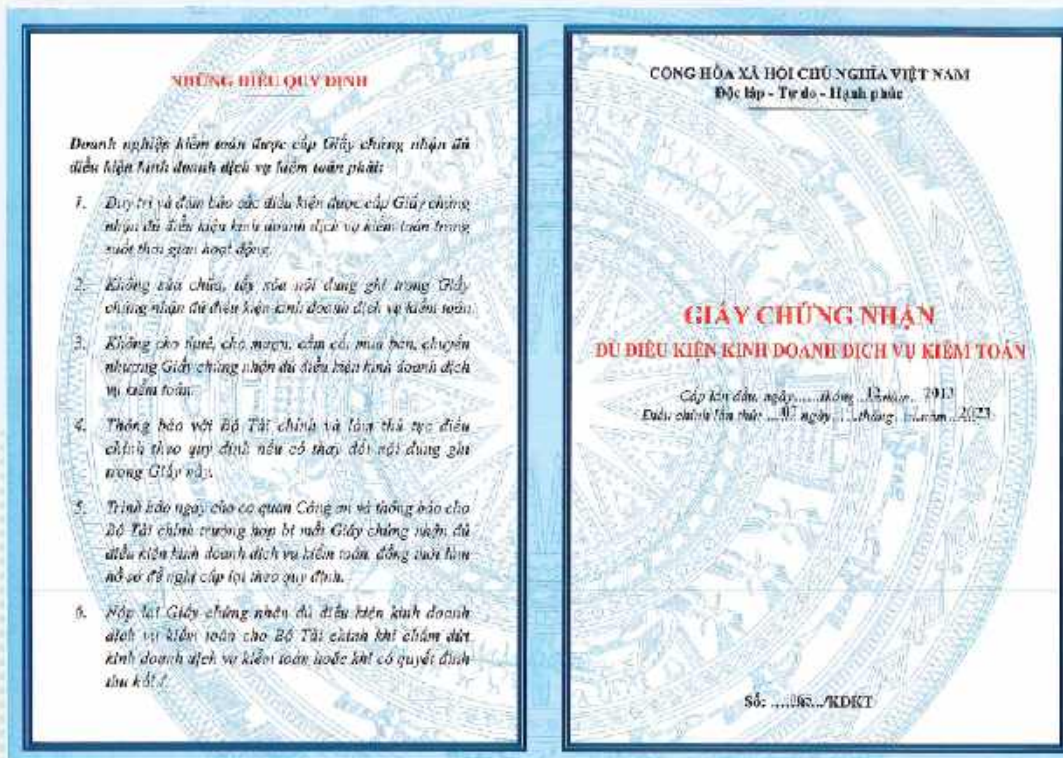 NHỮNG ĐIỀU QUY ĐỊNH
Doanh nghiệp kiểm toán được cấp Giấy chứng nhận đủ
điều kiện kinh doanh dịch vụ kiểm toán phải:
1. Duy trì và đảm bảo các điều kiện được cấp Giấy chứng
nhận đủ điều kiện kinh doanh dịch vụ kiểm toán trong
suốt thời gian hoạt động.
2. Không sửa chữa, tẩy xóa nội dung ghi trong Giấy
chứng nhận đủ điều kiện kinh doanh dịch vụ kiểm toán.
3. Không cho thuê, cho mượn, cầm cố, mua bán, chuyển
nhượng Giấy chứng nhận đủ điều kiện kinh doanh dịch
vụ kiểm toán.
4. Thông báo với Bộ Tài chính và làm thủ tục điều
chỉnh theo quy định nếu có thay đổi nội dung ghi
trong Giấy này.
5. Trình báo ngay cho cơ quan Công an và thông báo cho
Bộ Tài chính trường hợp bị mất Giấy chứng nhận đủ
điều kiện kinh doanh dịch vụ kiểm toán, đồng thời làm
hồ sơ đề nghị cấp lại theo quy định.
6. Nộp lại Giấy chứng nhận đủ điều kiện kinh doanh
dịch vụ kiểm toán cho Bộ Tài chính khi chấm dứt
kinh doanh dịch vụ kiểm toán hoặc khi có quyết định
thu hồi./.
CỘNG HÒA XÃ HỘI CHỦ NGHĨA VIỆT NAM
Độc lập - Tự do - Hạnh phúc
GIẤY CHỨNG NHẬN
ĐỦ ĐIỀU KIỆN KINH DOANH DỊCH VỤ KIỂM TOÁN
Cấp lần đầu, ngày......tháng..12.năm..
Điều chỉnh lần thứ ....07 ngày.....tháng.....năm..2023
Số: ......../KDKT